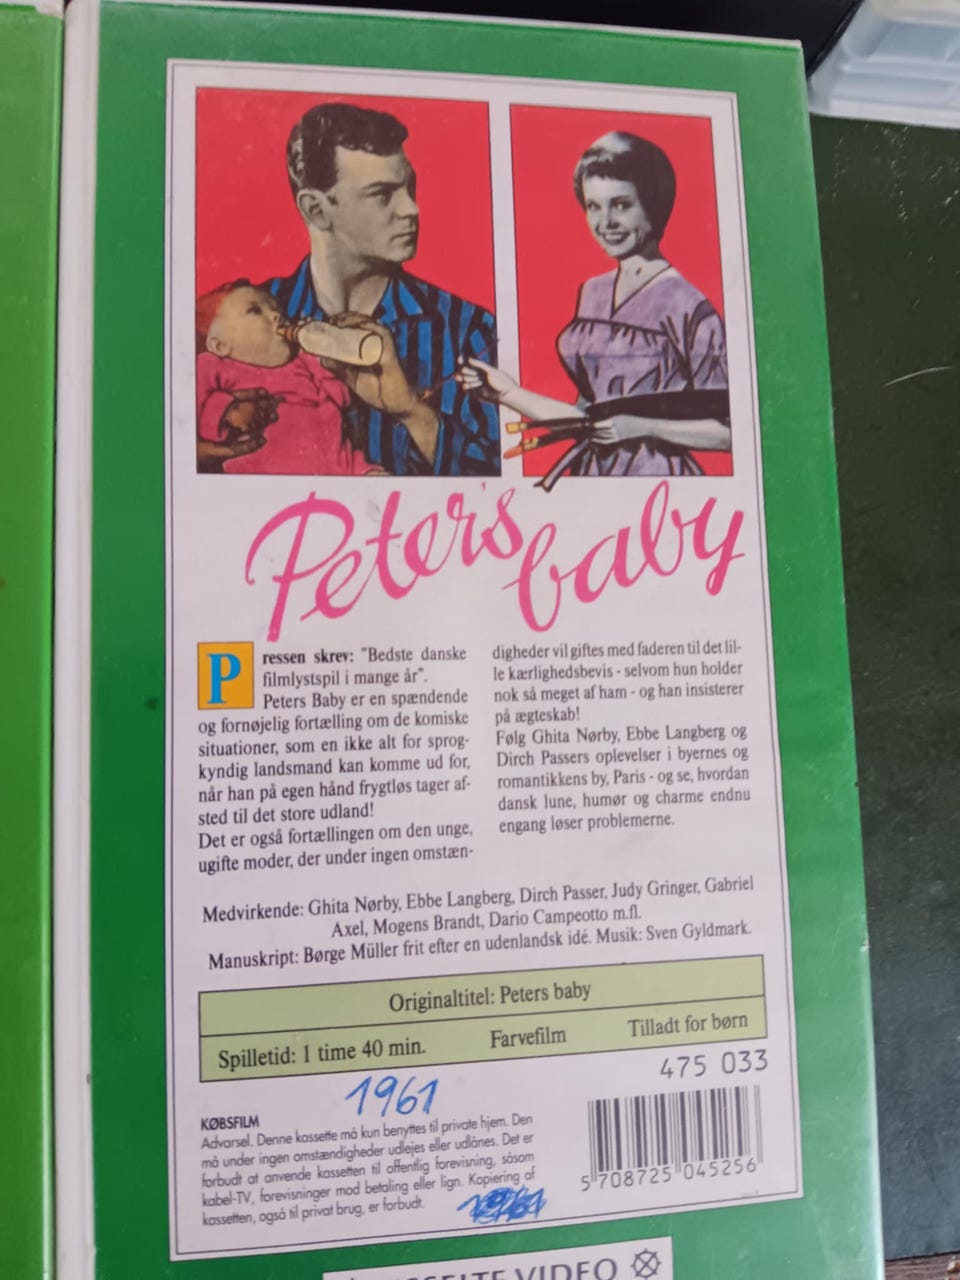 Peter's
baby
Pressen skrev: "Bedste danske
filmlystspil i mange år".
Peters Baby er en spændende
og fornøjelig fortælling om de komiske
situationer, som en ikke alt for sprog-
kyndig landsmand kan komme ud for,
når han på egen hånd frygtløs tager af-
sted til det store udland!
Det er også fortællingen om den unge,
ugifte moder, der under ingen omstæn-
digheder vil giftes med faderen til det lil-
le kærlighedsbevis - selvom hun holder
nok så meget af ham - og han insisterer
på ægteskab!
Følg Ghita Nørby, Ebbe Langberg og
Dirch Passers oplevelser i byernes og
romantikkens by, Paris - og se, hvordan
dansk lune, humør og charme endnu
engang løser problemerne.
Medvirkende: Ghita Nørby, Ebbe Langberg, Dirch Passer, Judy Gringer, Gabriel
Axel, Mogens Brandt, Dario Campeotto m.fl.
Manuskript: Børge Müller frit efter en udenlandsk idé. Musik: Sven Gyldmark.
Originaltitel: Peters baby
Spilletid: 1 time 40 min. Farvefilm Tilladt for børn
475 033
1961
KØBSFILM
Advarsel. Denne kassette må kun benyttes til private hjem. Den
må under ingen omstændigheder udlejes eller udlånes. Det er
forbudt at anvende kassetten til offentlig forevisning, såsom
kabel-TV, forevisninger mod betaling eller lign. Kopiering af
kassetten, også til privat brug, er forbudt.
5 708725 045256
VIDEO